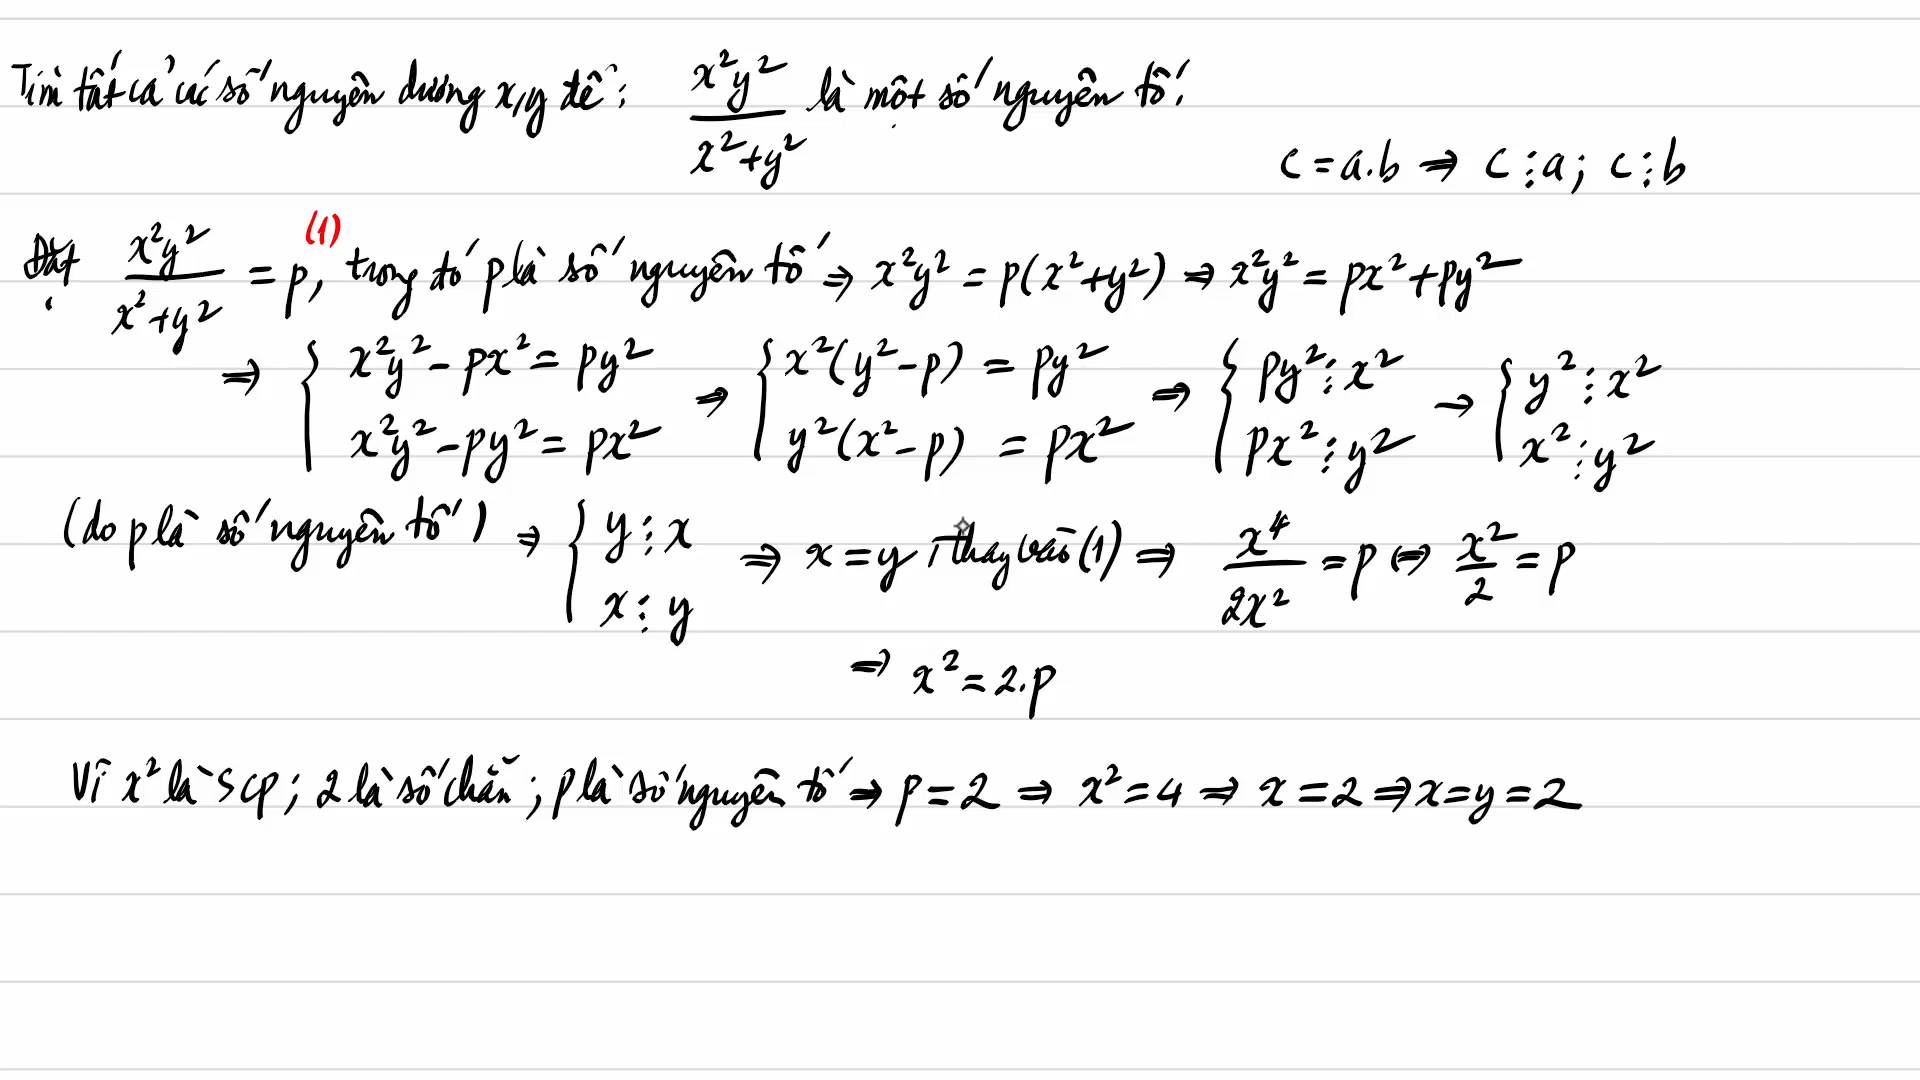 Tìm tất cả các số nguyên dương x,y để: x²y²/(x²+y²) là một số nguyên tố.
c = a.b ⇒ c ⋮ a; c ⋮ b
Đặt x²y²/(x²+y²) = p, (1) trong đó p là số nguyên tố ⇒ x²y² = p(x²+y²) ⇒ x²y² = px²+py²
⇒ { x²y² - px² = py² ; x²y² - py² = px² ⇒ { x²(y²-p) = py² ; y²(x²-p) = px² ⇒ { py² ⋮ x² ; px² ⋮ y² → { y² ⋮ x² ; x² ⋮ y²
(do p là số nguyên tố) ⇒ { y ⋮ x ; x ⋮ y ⇒ x = y, thay vào (1) ⇒ x⁴/2x² = p ⇔ x²/2 = p
⇒ x² = 2.p
Vì x² là SCP; 2 là số chẵn; p là số nguyên tố ⇒ p = 2 ⇒ x² = 4 ⇒ x = 2 ⇒ x = y = 2